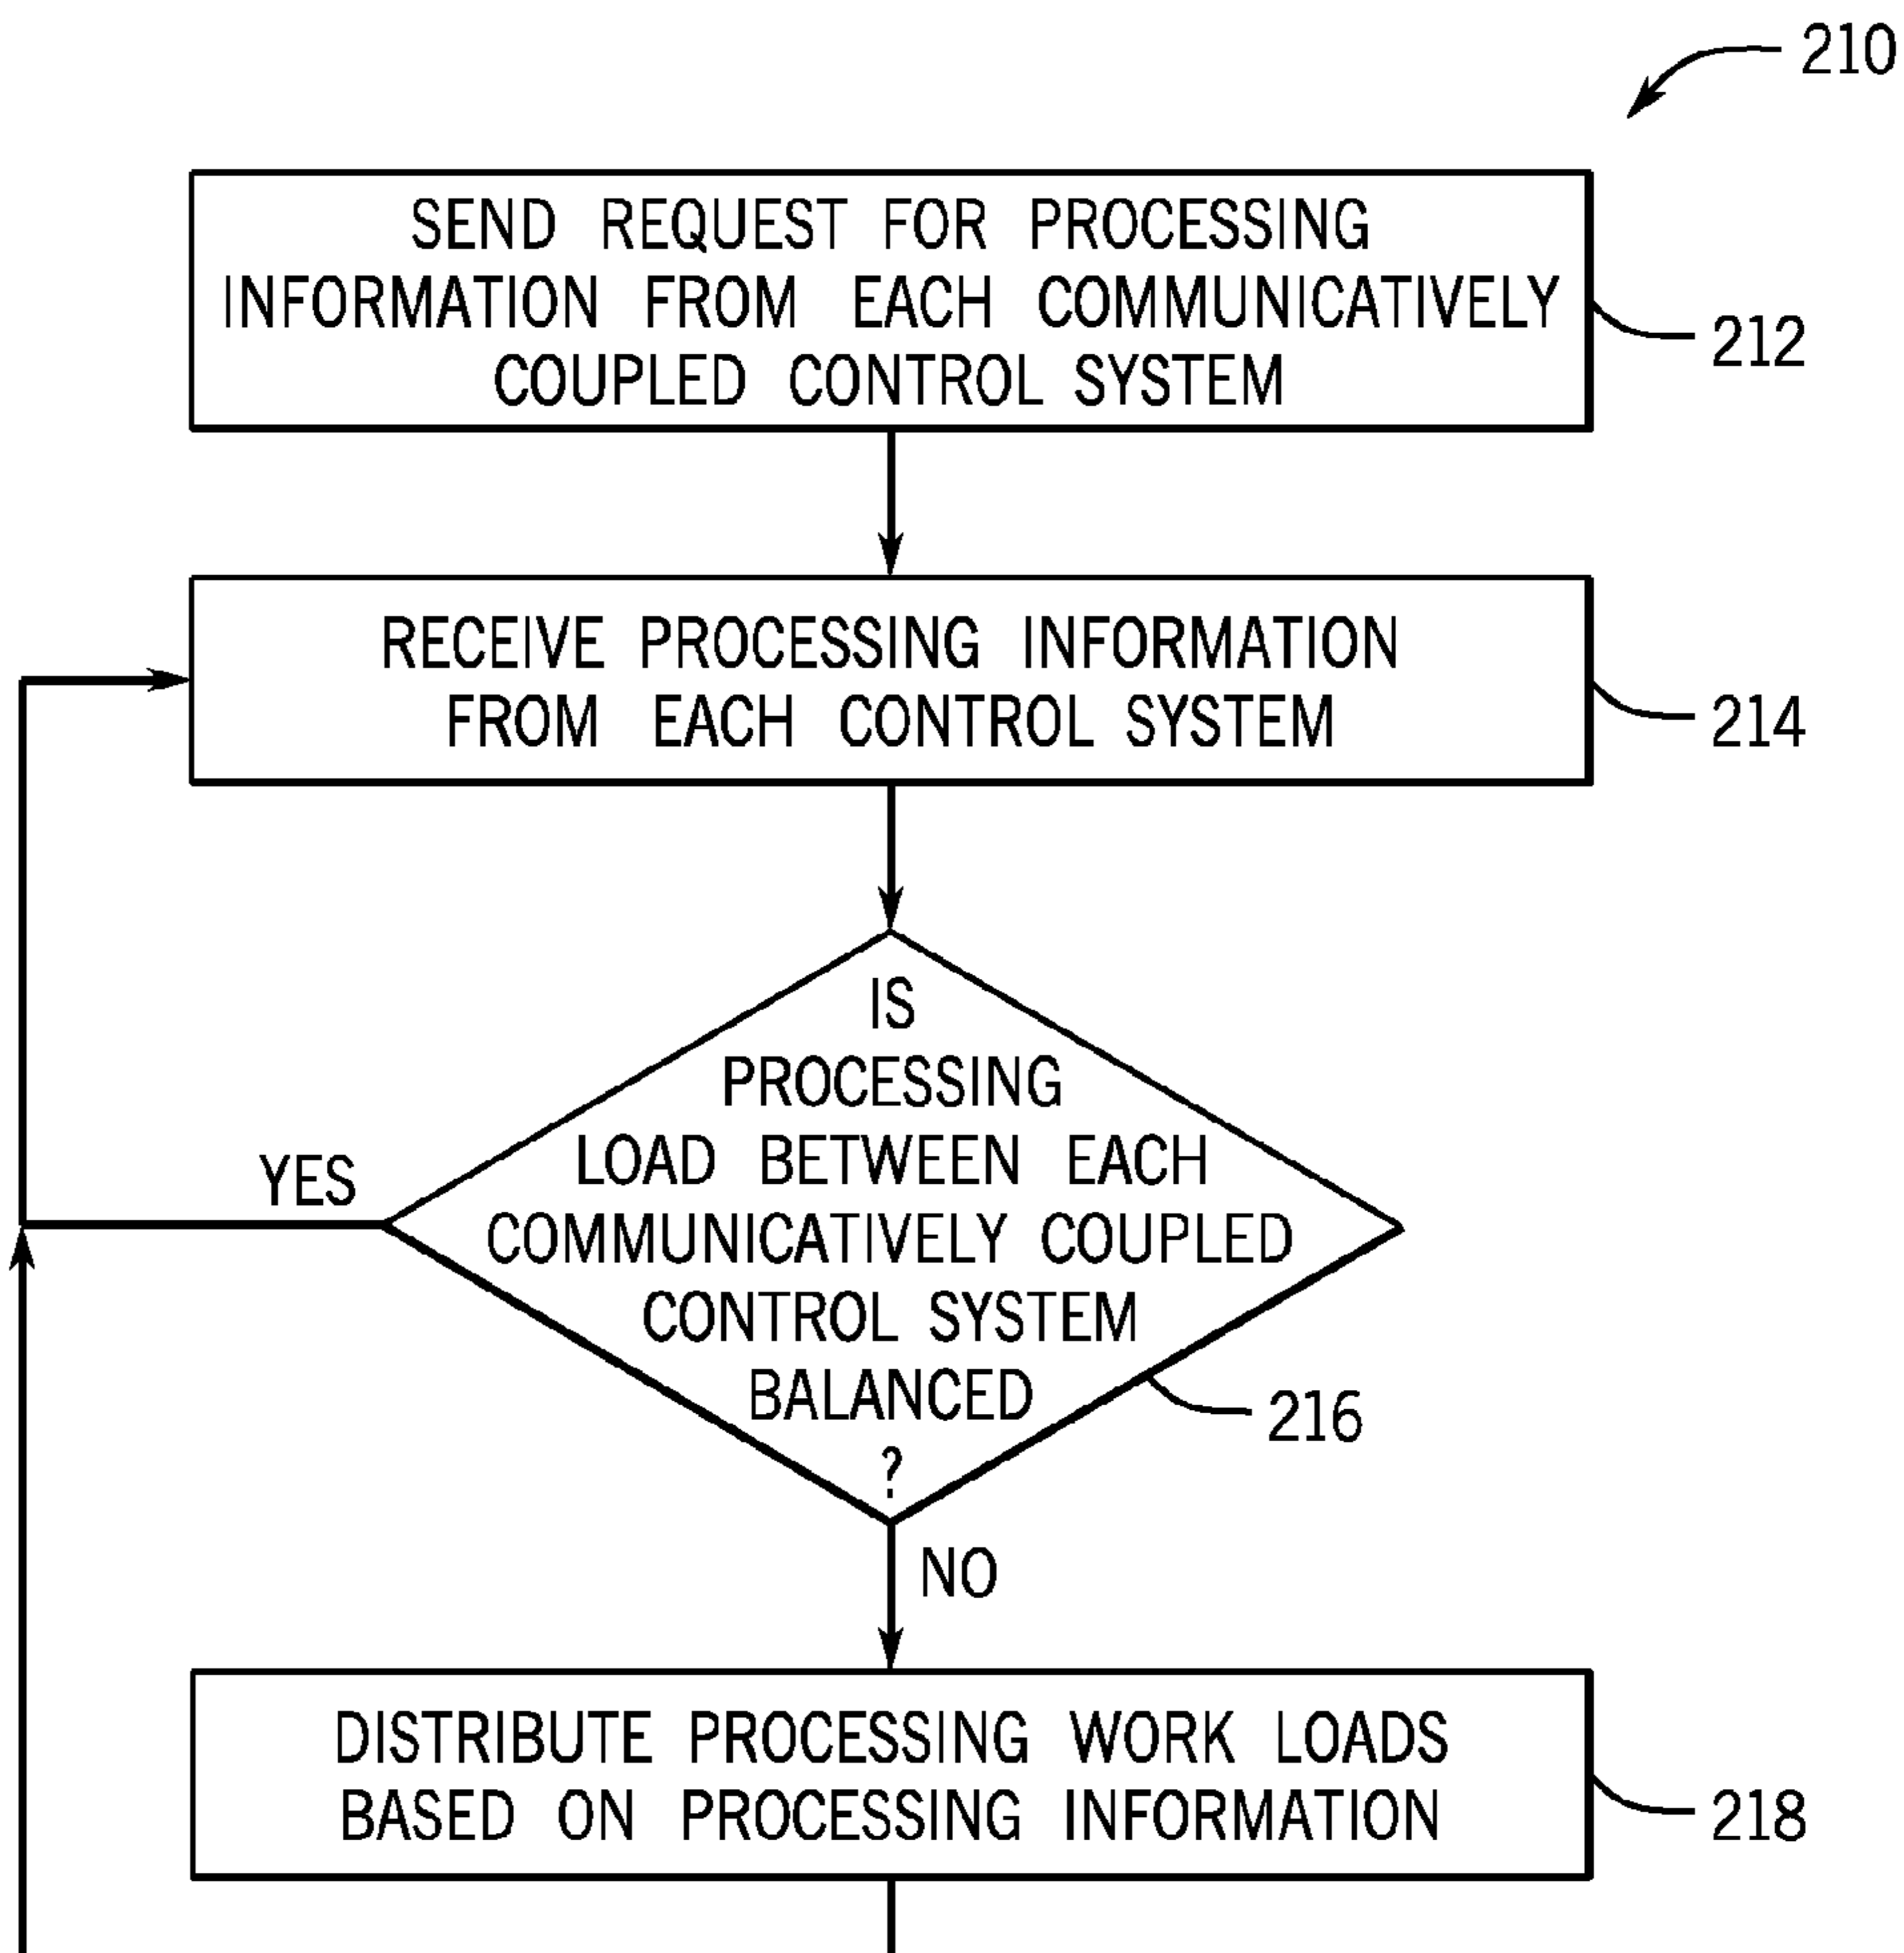 210
SEND REQUEST FOR PROCESSING
INFORMATION FROM EACH COMMUNICATIVELY
COUPLED CONTROL SYSTEM
212
RECEIVE PROCESSING INFORMATION
FROM EACH CONTROL SYSTEM
214
IS
PROCESSING
LOAD BETWEEN EACH
COMMUNICATIVELY COUPLED
CONTROL SYSTEM
BALANCED
?
YES
216
NO
DISTRIBUTE PROCESSING WORK LOADS
BASED ON PROCESSING INFORMATION
218